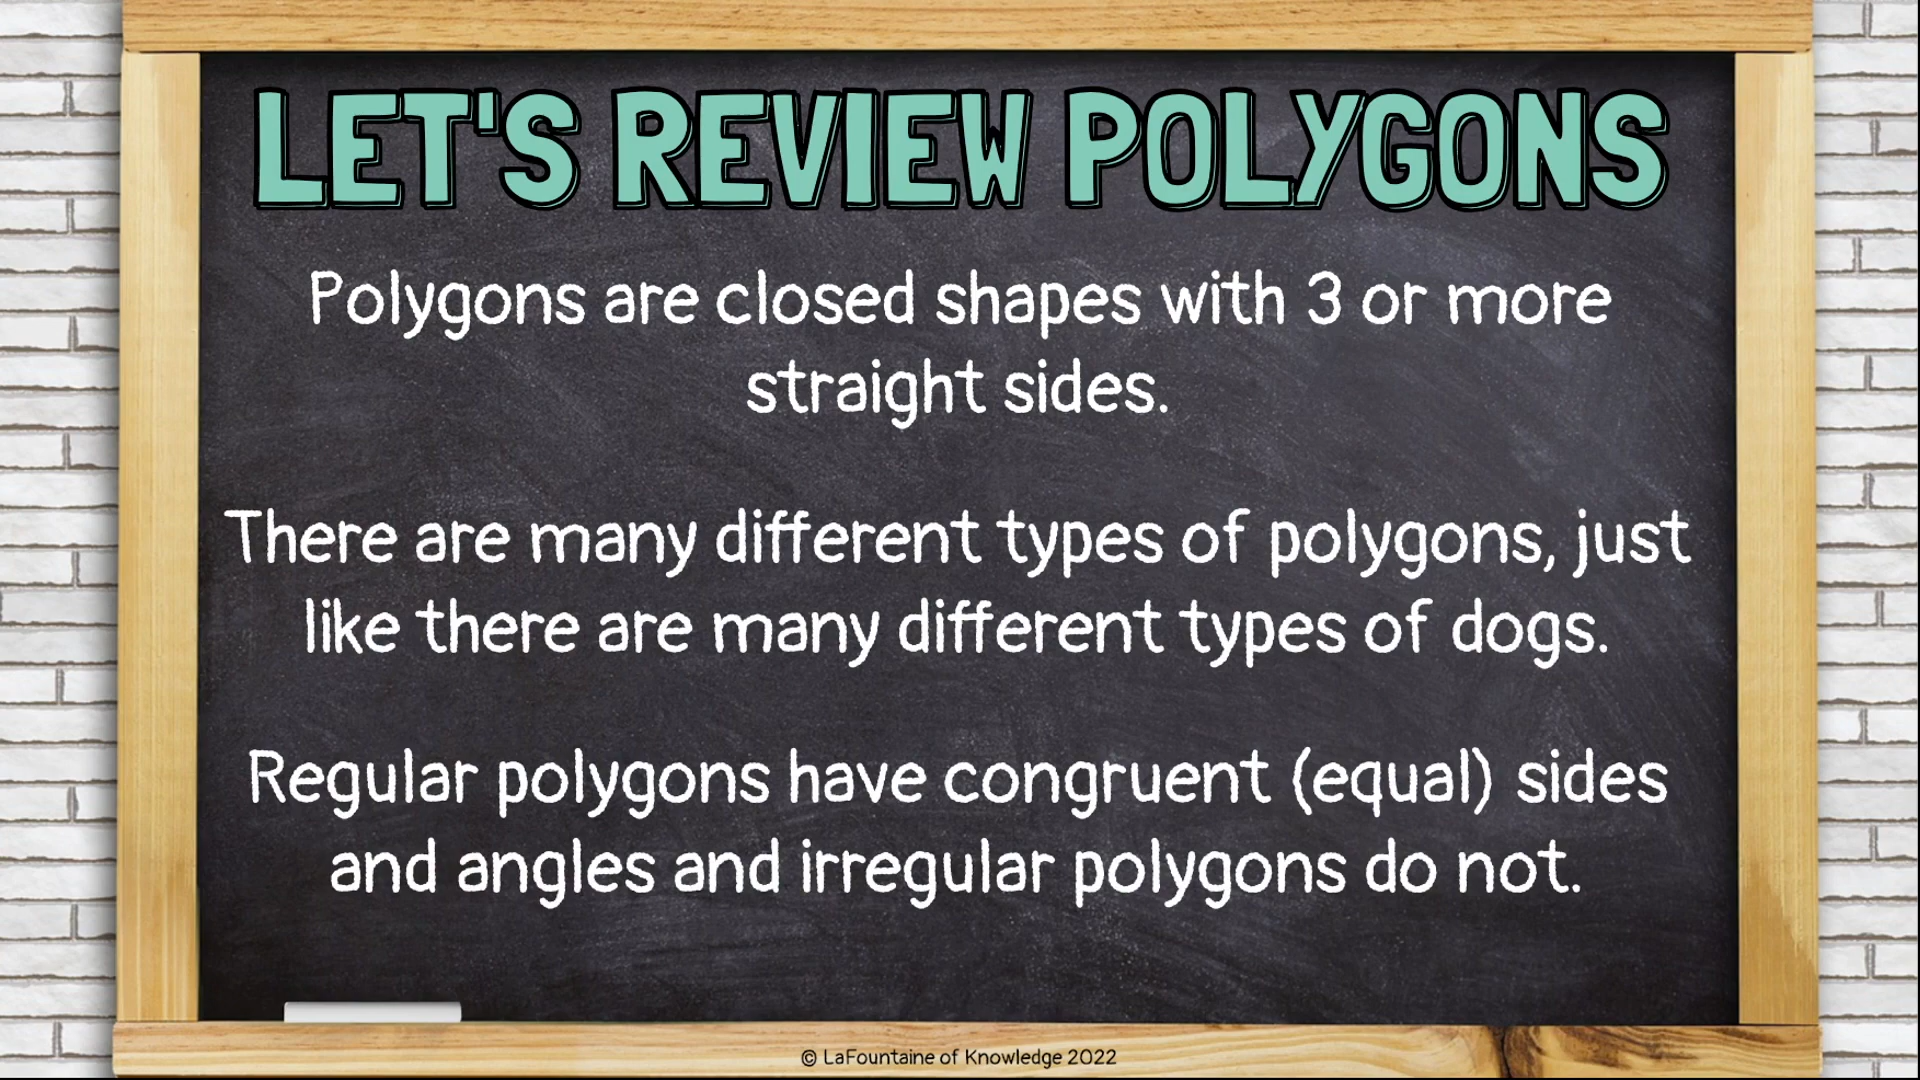 LET'S REVIEW POLYGONS
Polygons are closed shapes with 3 or more
straight sides.
There are many different types of polygons, just
like there are many different types of dogs.
Regular polygons have congruent (equal) sides
and angles and irregular polygons do not.
© LaFountaine of Knowledge 2022